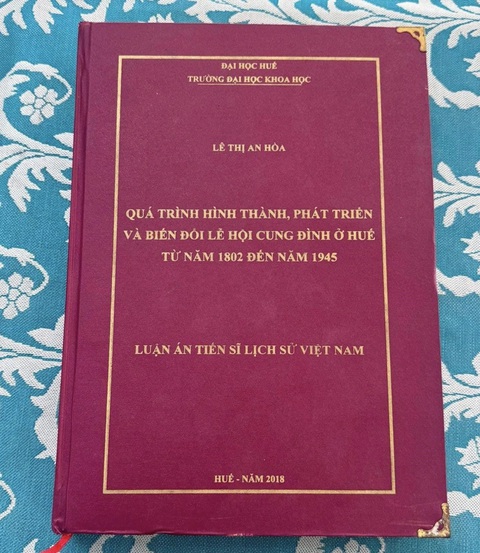 ĐẠI HỌC HUẾ
TRƯỜNG ĐẠI HỌC KHOA HỌC
LÊ THỊ AN HÒA
QUÁ TRÌNH HÌNH THÀNH, PHÁT TRIỂN
VÀ BIẾN ĐỔI LỄ HỘI CUNG ĐÌNH Ở HUẾ
TỪ NĂM 1802 ĐẾN NĂM 1945
LUẬN ÁN TIẾN SĨ LỊCH SỬ VIỆT NAM
HUẾ - NĂM 2018